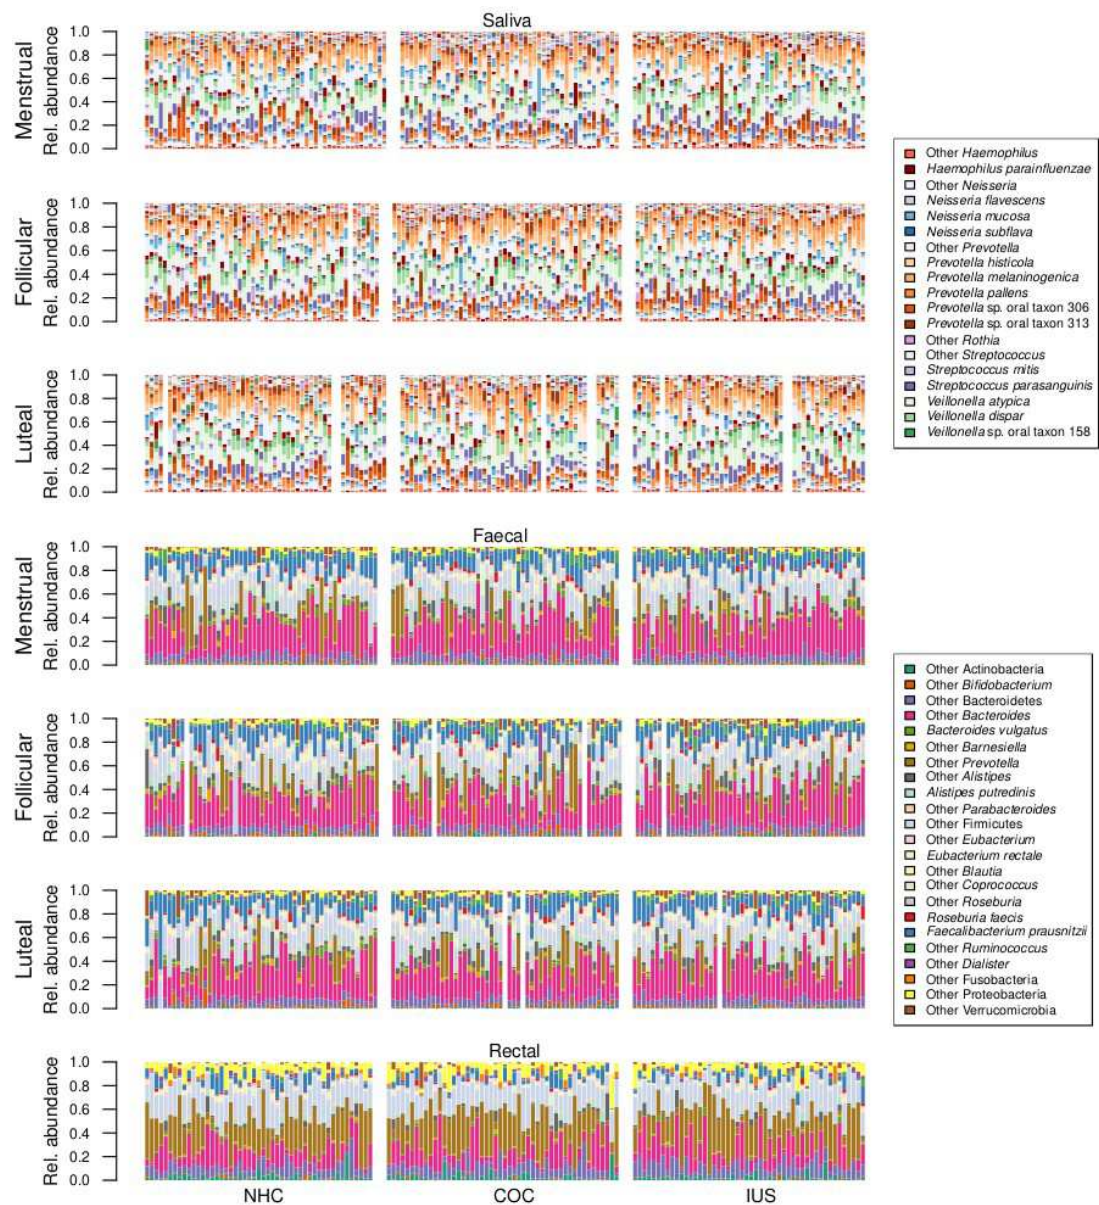 Saliva
Menstrual
Rel. abundance
1.0
0.8
0.6
0.4
0.2
0.0
Follicular
Rel. abundance
1.0
0.8
0.6
0.4
0.2
0.0
Luteal
Rel. abundance
1.0
0.8
0.6
0.4
0.2
0.0
Other Haemophilus
Haemophilus parainfluenzae
Other Neisseria
Neisseria flavescens
Neisseria mucosa
Neisseria subflava
Other Prevotella
Prevotella histicola
Prevotella melaninogenica
Prevotella pallens
Prevotella sp. oral taxon 306
Prevotella sp. oral taxon 313
Other Rothia
Other Streptococcus
Streptococcus mitis
Streptococcus parasanguinis
Veillonella atypica
Veillonella dispar
Veillonella sp. oral taxon 158
Faecal
Menstrual
Rel. abundance
1.0
0.8
0.6
0.4
0.2
0.0
Follicular
Rel. abundance
1.0
0.8
0.6
0.4
0.2
0.0
Luteal
Rel. abundance
1.0
0.8
0.6
0.4
0.2
0.0
Other Actinobacteria
Other Bifidobacterium
Other Bacteroidetes
Other Bacteroides
Bacteroides vulgatus
Other Barnesiella
Other Prevotella
Other Alistipes
Alistipes putredinis
Other Parabacteroides
Other Firmicutes
Other Eubacterium
Eubacterium rectale
Other Blautia
Other Coprococcus
Other Roseburia
Roseburia faecis
Faecalibacterium prausnitzii
Other Ruminococcus
Other Dialister
Other Fusobacteria
Other Proteobacteria
Other Verrucomicrobia
Rectal
Rel. abundance
1.0
0.8
0.6
0.4
0.2
0.0
NHC
COC
IUS